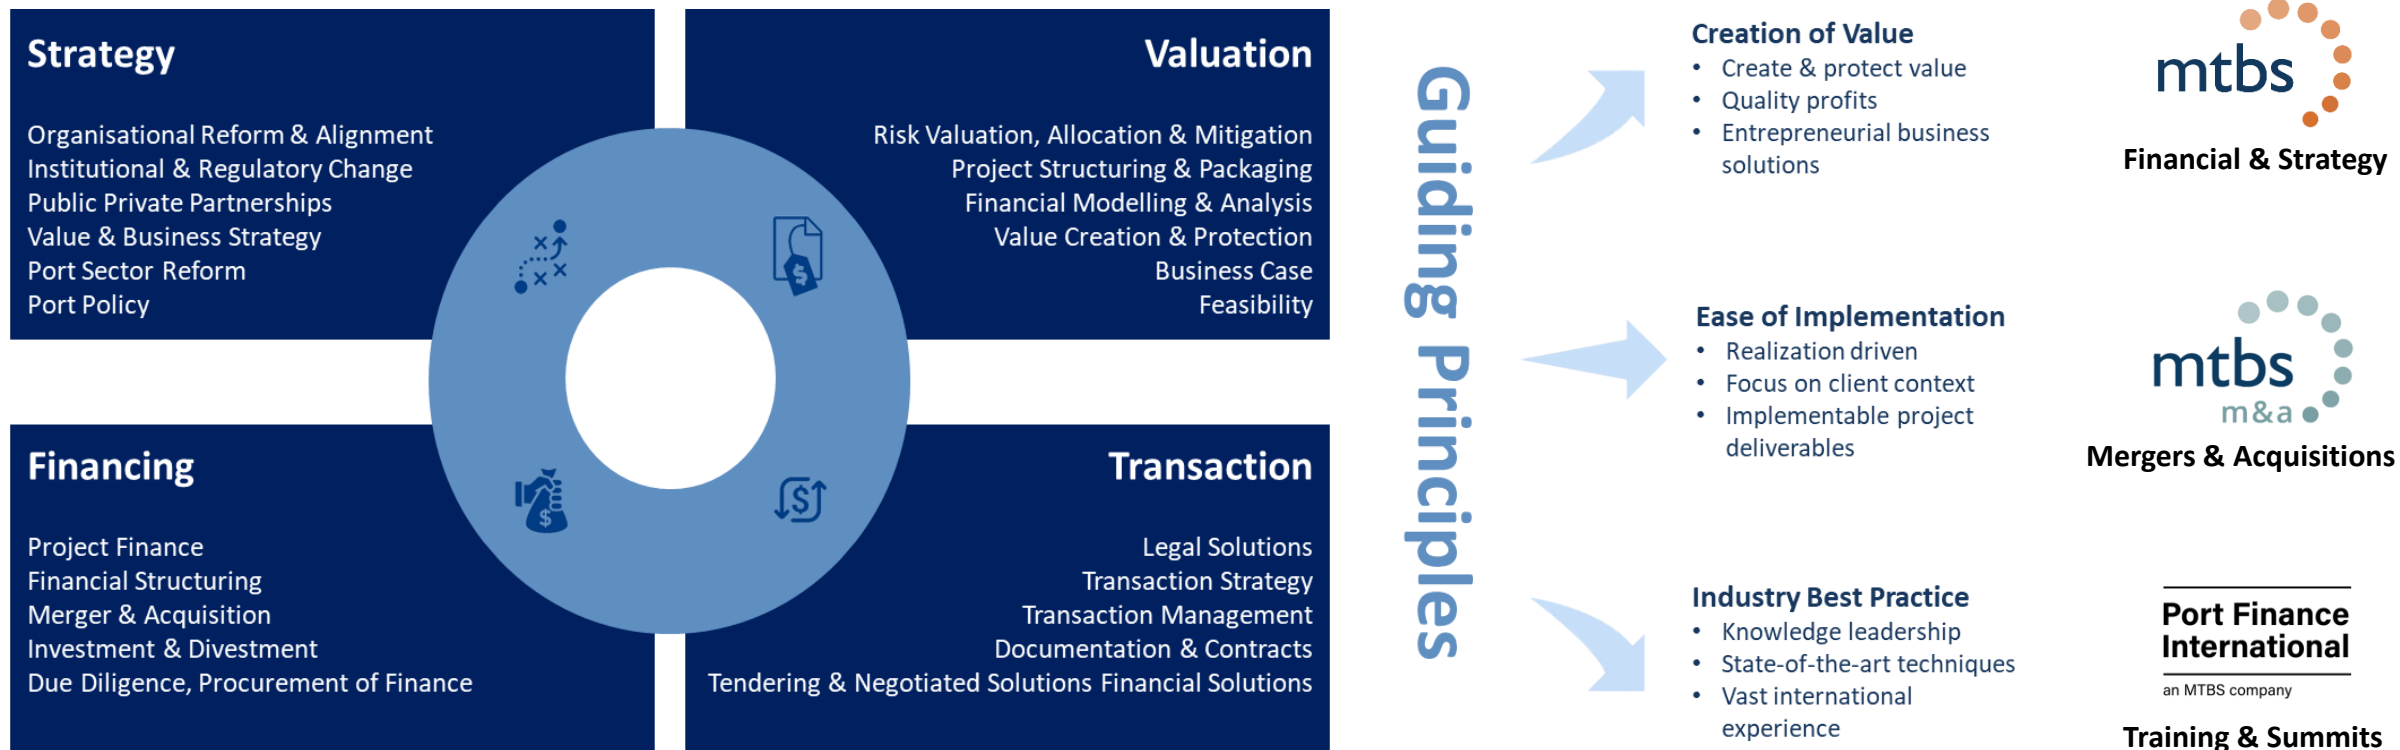 Strategy
Organisational Reform & Alignment
Institutional & Regulatory Change
Public Private Partnerships
Value & Business Strategy
Port Sector Reform
Port Policy
Valuation
Risk Valuation, Allocation & Mitigation
Project Structuring & Packaging
Financial Modelling & Analysis
Value Creation & Protection
Business Case
Feasibility
Financing
Project Finance
Financial Structuring
Merger & Acquisition
Investment & Divestment
Due Diligence, Procurement of Finance
Transaction
Legal Solutions
Transaction Strategy
Transaction Management
Documentation & Contracts
Tendering & Negotiated Solutions Financial Solutions
Guiding Principles
Creation of Value
• Create & protect value
• Quality profits
• Entrepreneurial business
solutions
Ease of Implementation
• Realization driven
• Focus on client context
• Implementable project
deliverables
Industry Best Practice
• Knowledge leadership
• State-of-the-art techniques
• Vast international
experience
mtbs
Financial & Strategy
mtbs
m&a
Mergers & Acquisitions
Port Finance
International
an MTBS company
Training & Summits